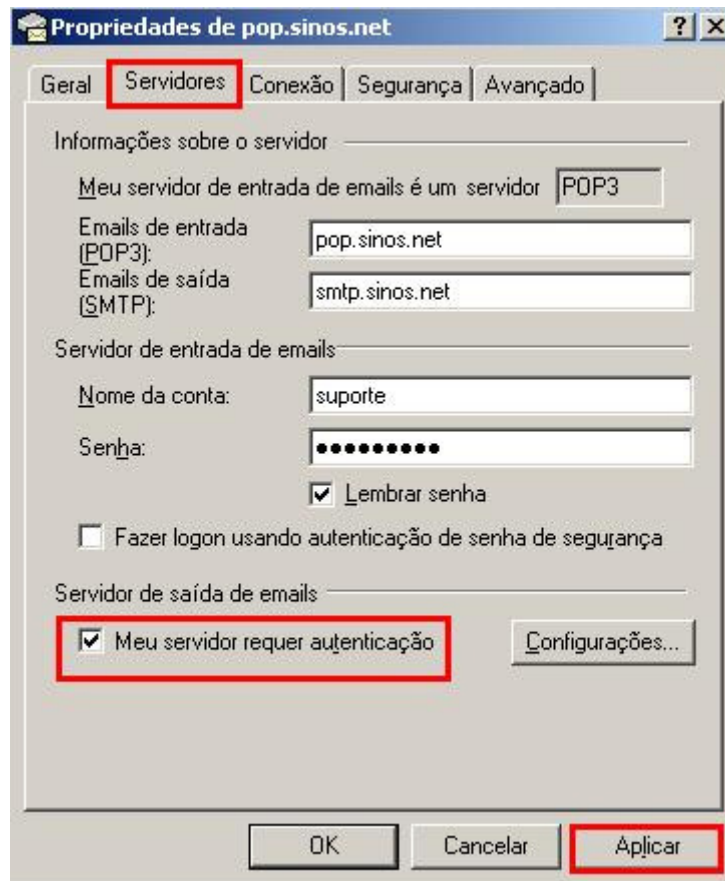 Propriedades de pop.sinos.net
Geral Servidores Conexão Segurança Avançado
Informações sobre o servidor
Meu servidor de entrada de emails é um servidor POP3
Emails de entrada
(POP3):
pop.sinos.net
Emails de saída
(SMTP):
smtp.sinos.net
Servidor de entrada de emails
Nome da conta: suporte
Senha: ●●●●●●●●●
Lembrar senha
Fazer logon usando autenticação de senha de segurança
Servidor de saída de emails
Meu servidor requer autenticação Configurações...
OK Cancelar Aplicar